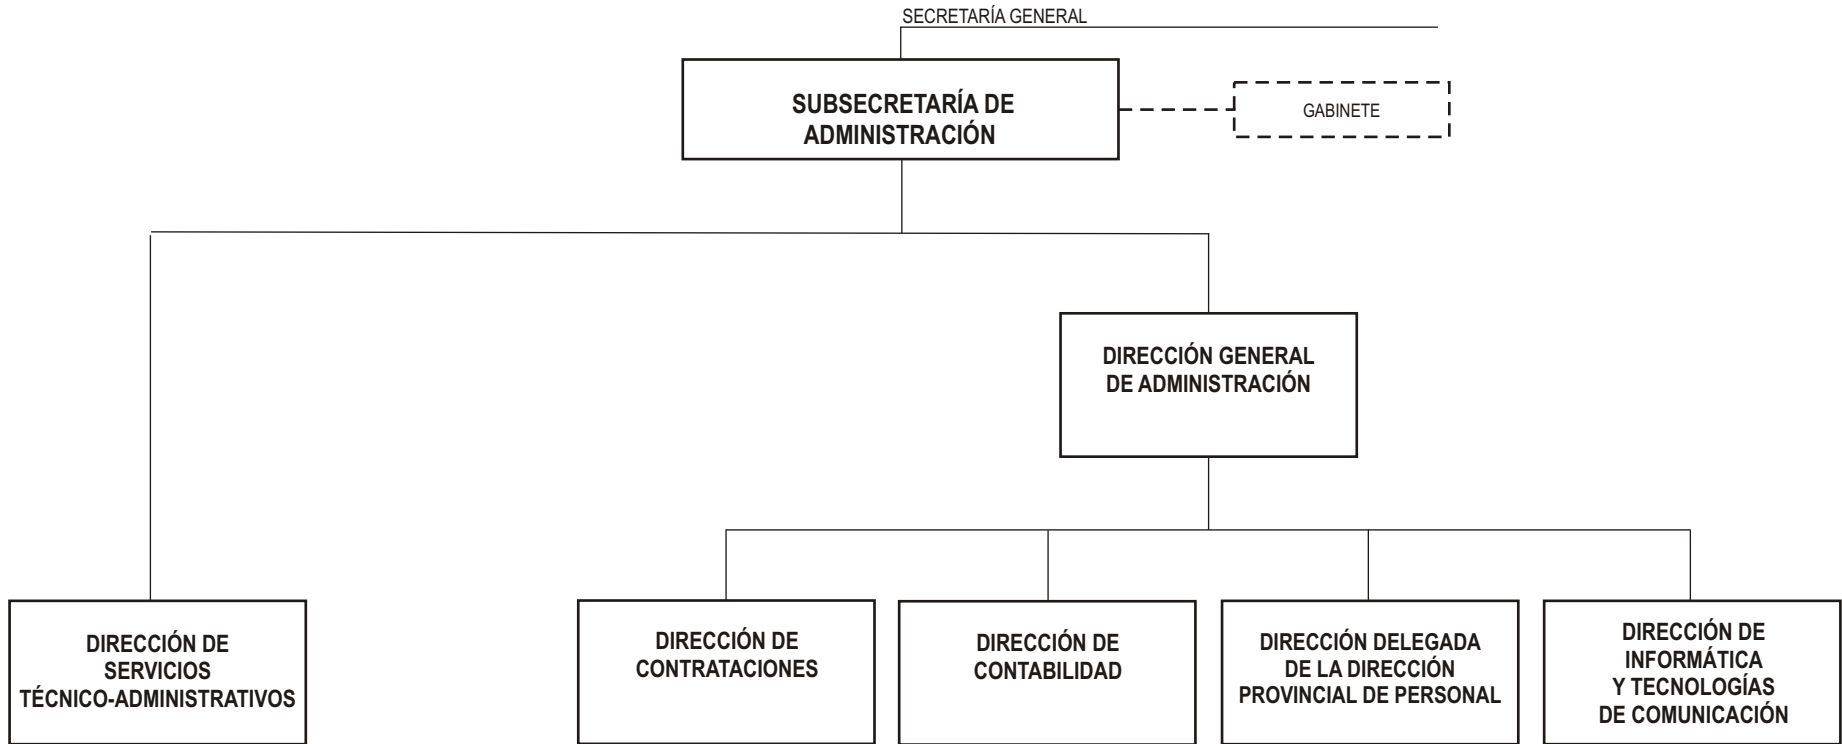 SECRETARÍA GENERAL
SUBSECRETARÍA DE
ADMINISTRACIÓN
GABINETE
DIRECCIÓN GENERAL
DE ADMINISTRACIÓN
DIRECCIÓN DE
SERVICIOS
TÉCNICO-ADMINISTRATIVOS
DIRECCIÓN DE
CONTRATACIONES
DIRECCIÓN DE
CONTABILIDAD
DIRECCIÓN DELEGADA
DE LA DIRECCIÓN
PROVINCIAL DE PERSONAL
DIRECCIÓN DE
INFORMÁTICA
Y TECNOLOGÍAS
DE COMUNICACIÓN